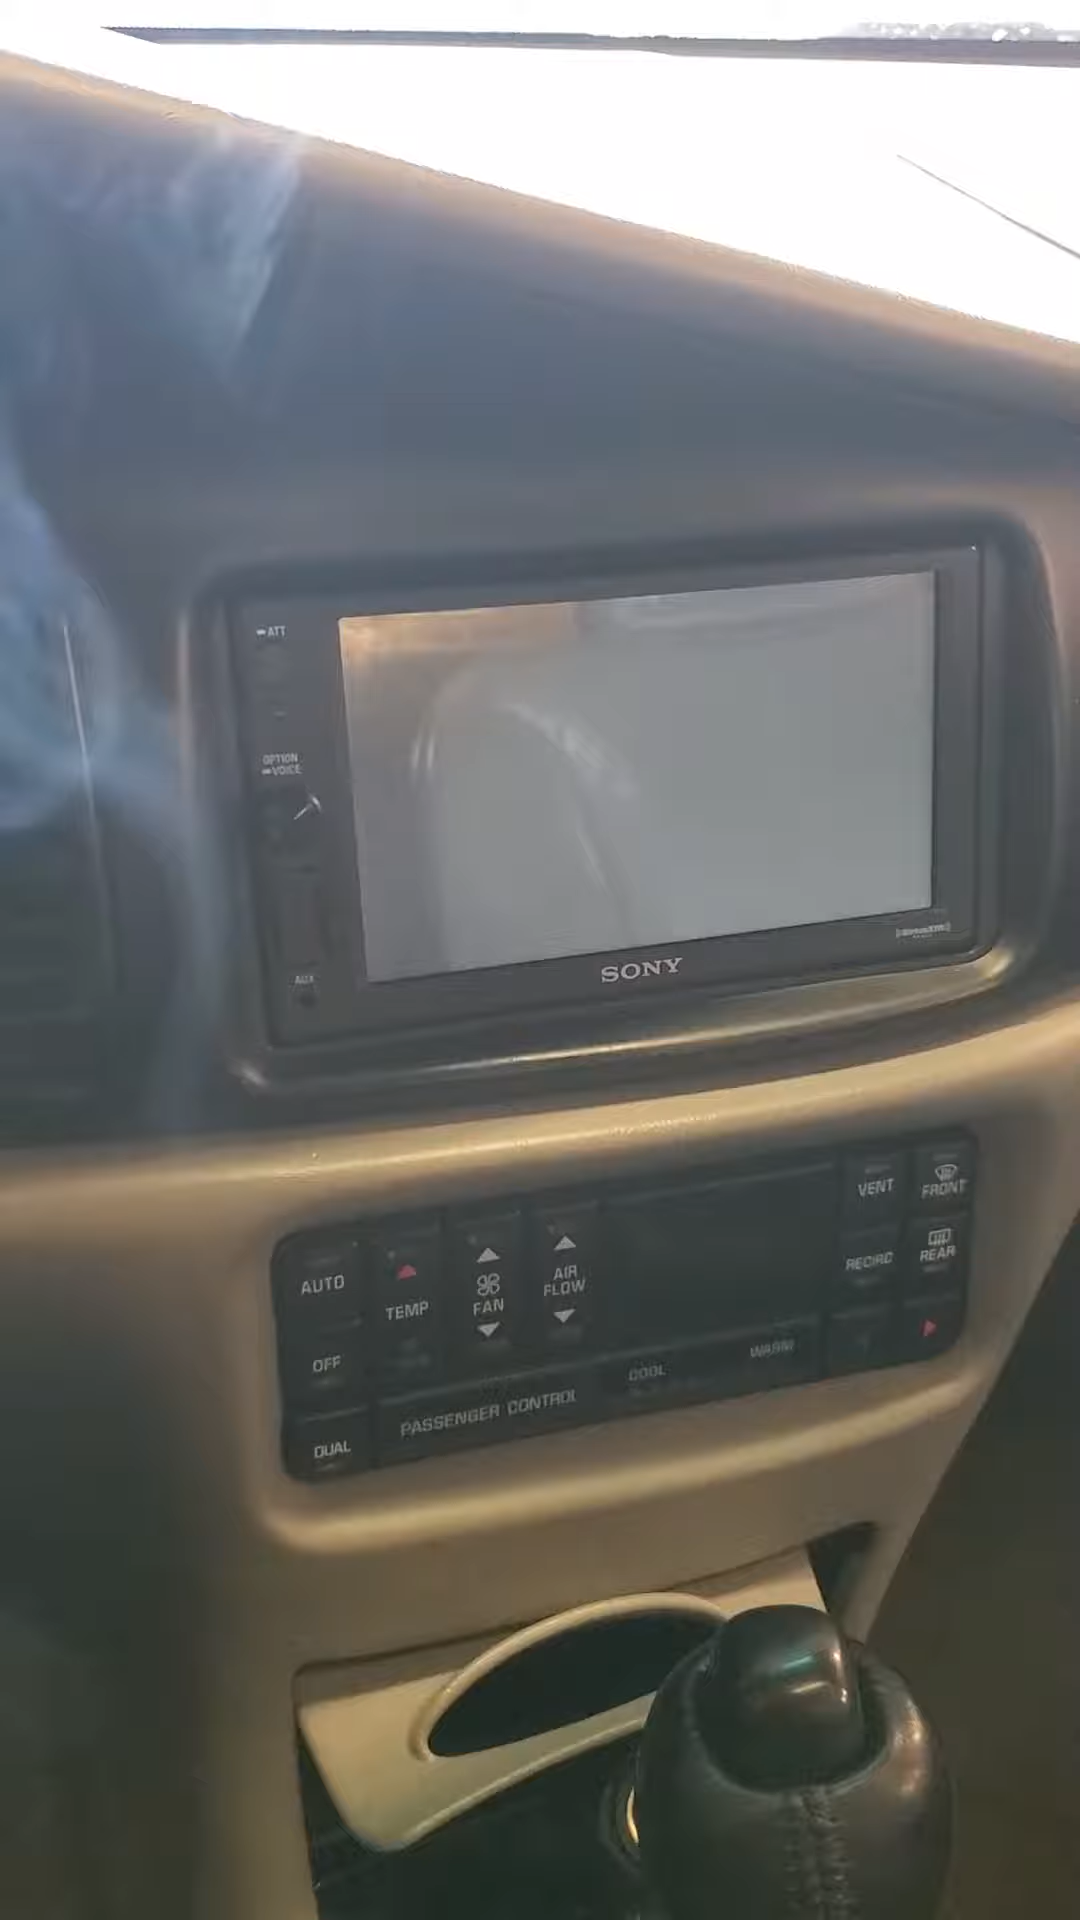 ATT
OPTION
VOICE
AUX
SONY
VENT
FRONT
AUTO
TEMP
FAN
AIR
FLOW
RECIRC
REAR
OFF
COOL
WARM
PASSENGER CONTROL
DUAL